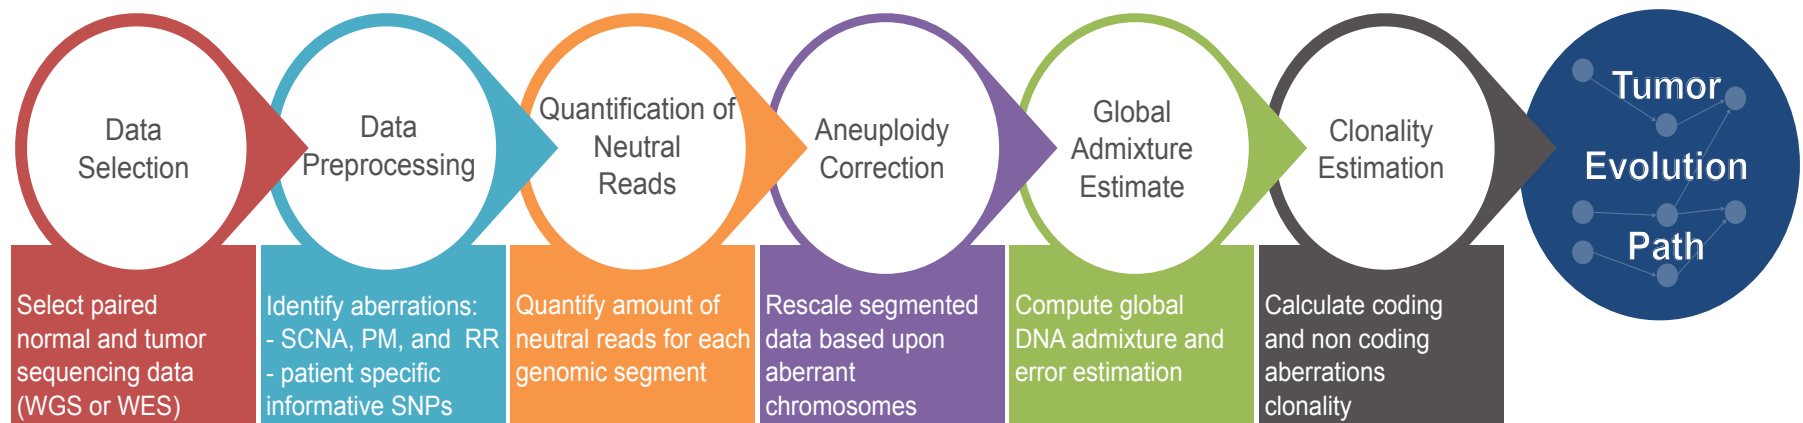 Data
Selection
Select paired
normal and tumor
sequencing data
(WGS or WES)
Data
Preprocessing
Identify aberrations:
- SCNA, PM, and RR
- patient specific
informative SNPs
Quantification of
Neutral
Reads
Quantify amount of
neutral reads for each
genomic segment
Aneuploidy
Correction
Rescale segmented
data based upon
aberrant
chromosomes
Global
Admixture
Estimate
Compute global
DNA admixture and
error estimation
Clonality
Estimation
Calculate coding
and non coding
aberrations
clonality
Tumor
Evolution
Path